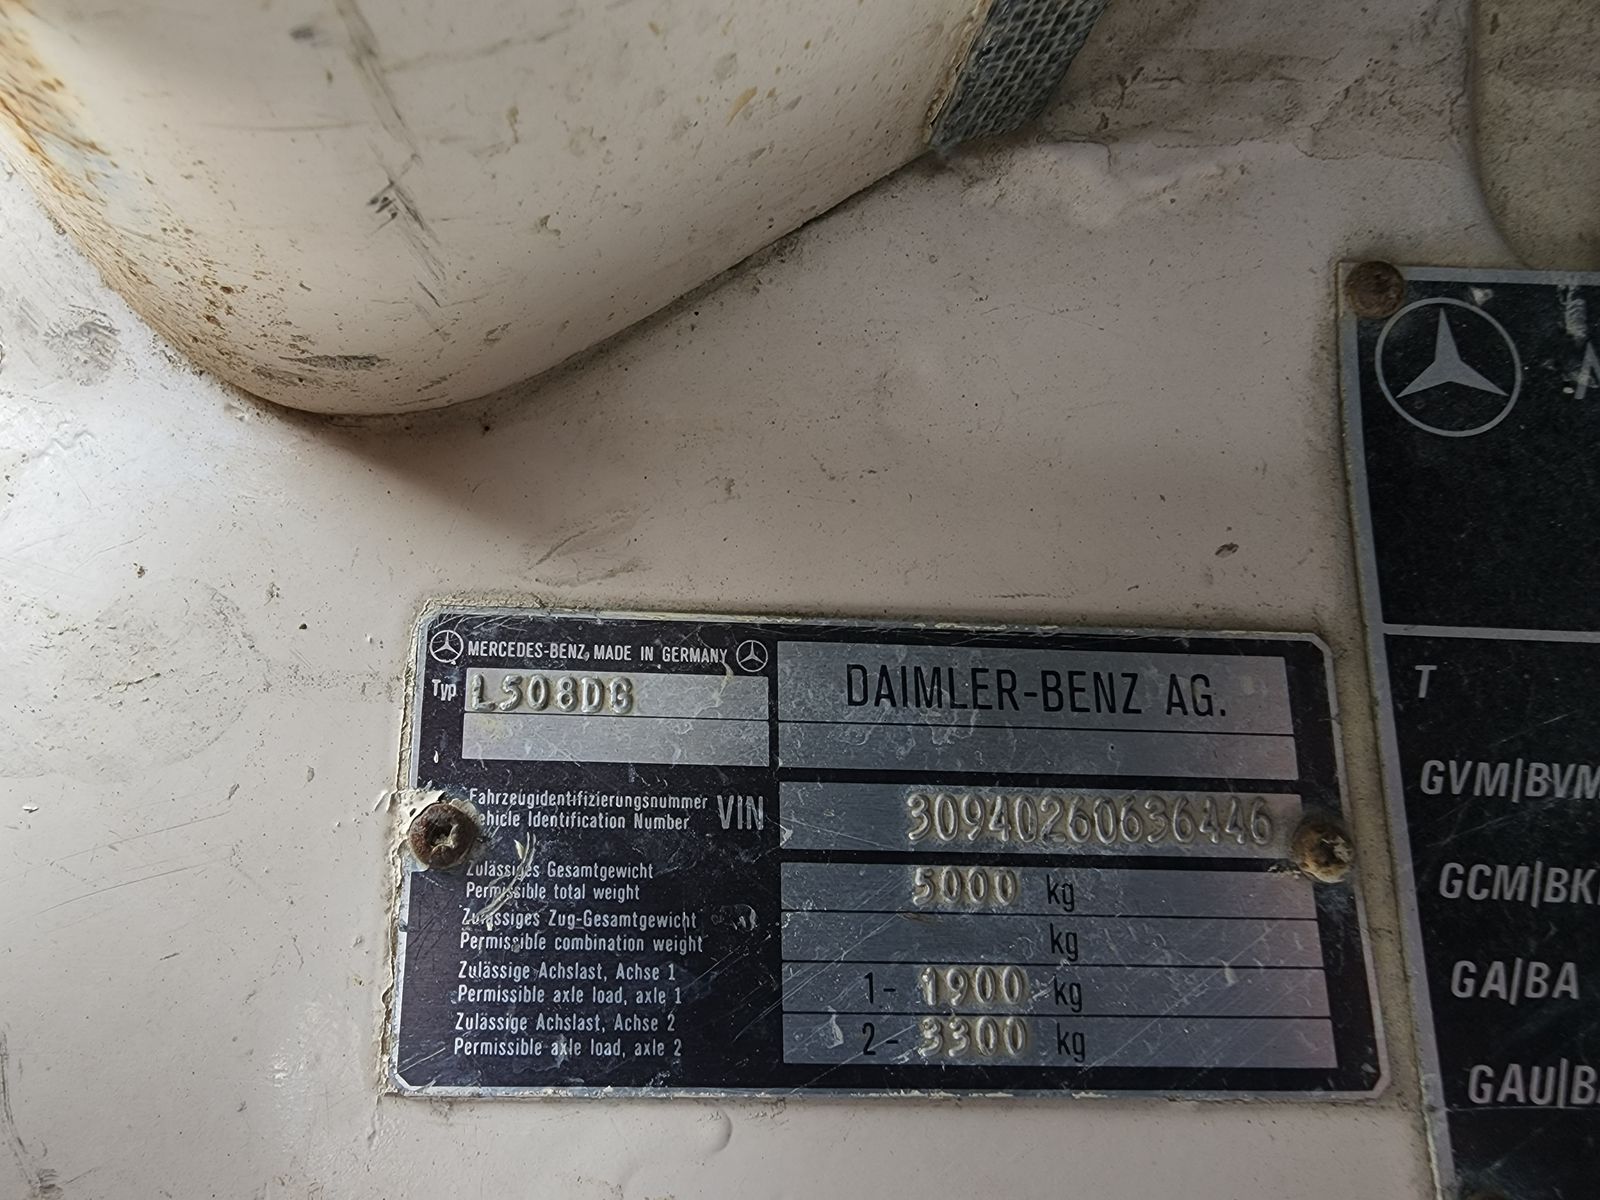 MERCEDES-BENZ MADE IN GERMANY
Typ L508DG
DAIMLER-BENZ AG.
Fahrzeugidentifizierungsnummer
Vehicle Identification Number
VIN 30940260636446
Zulässiges Gesamtgewicht
Permissible total weight
5000 kg
Zulässiges Zug-Gesamtgewicht
Permissible combination weight
kg
Zulässige Achslast, Achse 1
Permissible axle load, axle 1
1- 1900 kg
Zulässige Achslast, Achse 2
Permissible axle load, axle 2
2- 3300 kg
T
GVM|BVM
GCM|BK
GA|BA
GAU|B